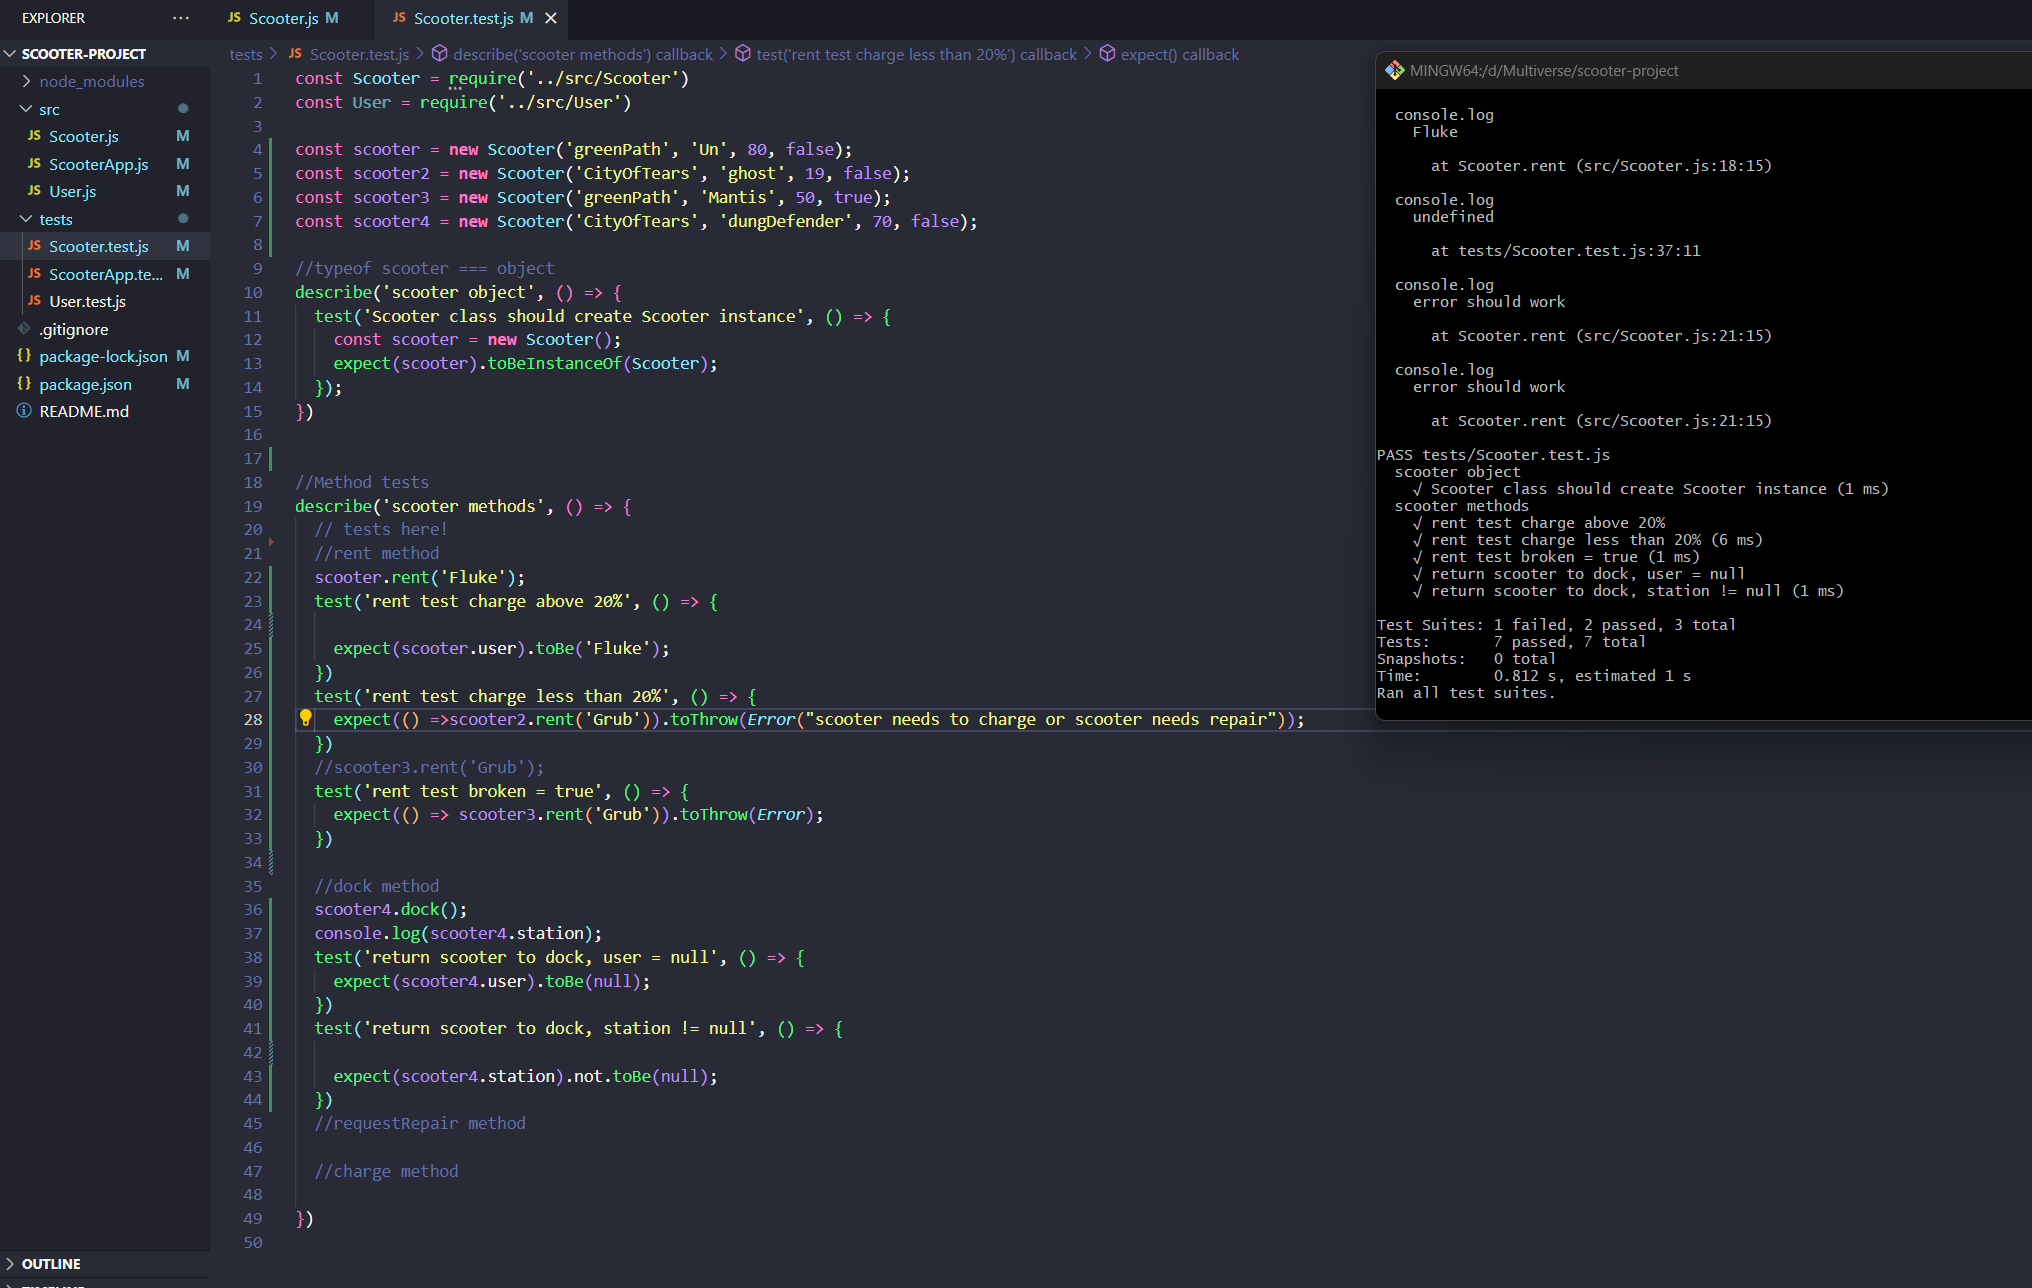 EXPLORER ···
SCOOTER-PROJECT
node_modules
src
JS Scooter.js M
JS ScooterApp.js M
JS User.js M
tests
JS Scooter.test.js M
JS ScooterApp.te... M
JS User.test.js
.gitignore
{} package-lock.json M
{} package.json M
README.md
OUTLINE
JS Scooter.js M
JS Scooter.test.js M ×
tests > JS Scooter.test.js > describe('scooter methods') callback > test('rent test charge less than 20%') callback > expect() callback
1 const Scooter = require('../src/Scooter')
2 const User = require('../src/User')
3
4 const scooter = new Scooter('greenPath', 'Un', 80, false);
5 const scooter2 = new Scooter('CityOfTears', 'ghost', 19, false);
6 const scooter3 = new Scooter('greenPath', 'Mantis', 50, true);
7 const scooter4 = new Scooter('CityOfTears', 'dungDefender', 70, false);
8
9 //typeof scooter === object
10 describe('scooter object', () => {
11 test('Scooter class should create Scooter instance', () => {
12 const scooter = new Scooter();
13 expect(scooter).toBeInstanceOf(Scooter);
14 });
15 })
16
17
18 //Method tests
19 describe('scooter methods', () => {
20 // tests here!
21 //rent method
22 scooter.rent('Fluke');
23 test('rent test charge above 20%', () => {
24
25 expect(scooter.user).toBe('Fluke');
26 })
27 test('rent test charge less than 20%', () => {
28 expect(() =>scooter2.rent('Grub')).toThrow(Error("scooter needs to charge or scooter needs repair"));
29 })
30 //scooter3.rent('Grub');
31 test('rent test broken = true', () => {
32 expect(() => scooter3.rent('Grub')).toThrow(Error);
33 })
34
35 //dock method
36 scooter4.dock();
37 console.log(scooter4.station);
38 test('return scooter to dock, user = null', () => {
39 expect(scooter4.user).toBe(null);
40 })
41 test('return scooter to dock, station != null', () => {
42
43 expect(scooter4.station).not.toBe(null);
44 })
45 //requestRepair method
46
47 //charge method
48
49 })
50
MINGW64:/d/Multiverse/scooter-project
console.log
Fluke
at Scooter.rent (src/Scooter.js:18:15)
console.log
undefined
at tests/Scooter.test.js:37:11
console.log
error should work
at Scooter.rent (src/Scooter.js:21:15)
console.log
error should work
at Scooter.rent (src/Scooter.js:21:15)
PASS tests/Scooter.test.js
scooter object
√ Scooter class should create Scooter instance (1 ms)
scooter methods
√ rent test charge above 20%
√ rent test charge less than 20% (6 ms)
√ rent test broken = true (1 ms)
√ return scooter to dock, user = null
√ return scooter to dock, station != null (1 ms)
Test Suites: 1 failed, 2 passed, 3 total
Tests: 7 passed, 7 total
Snapshots: 0 total
Time: 0.812 s, estimated 1 s
Ran all test suites.